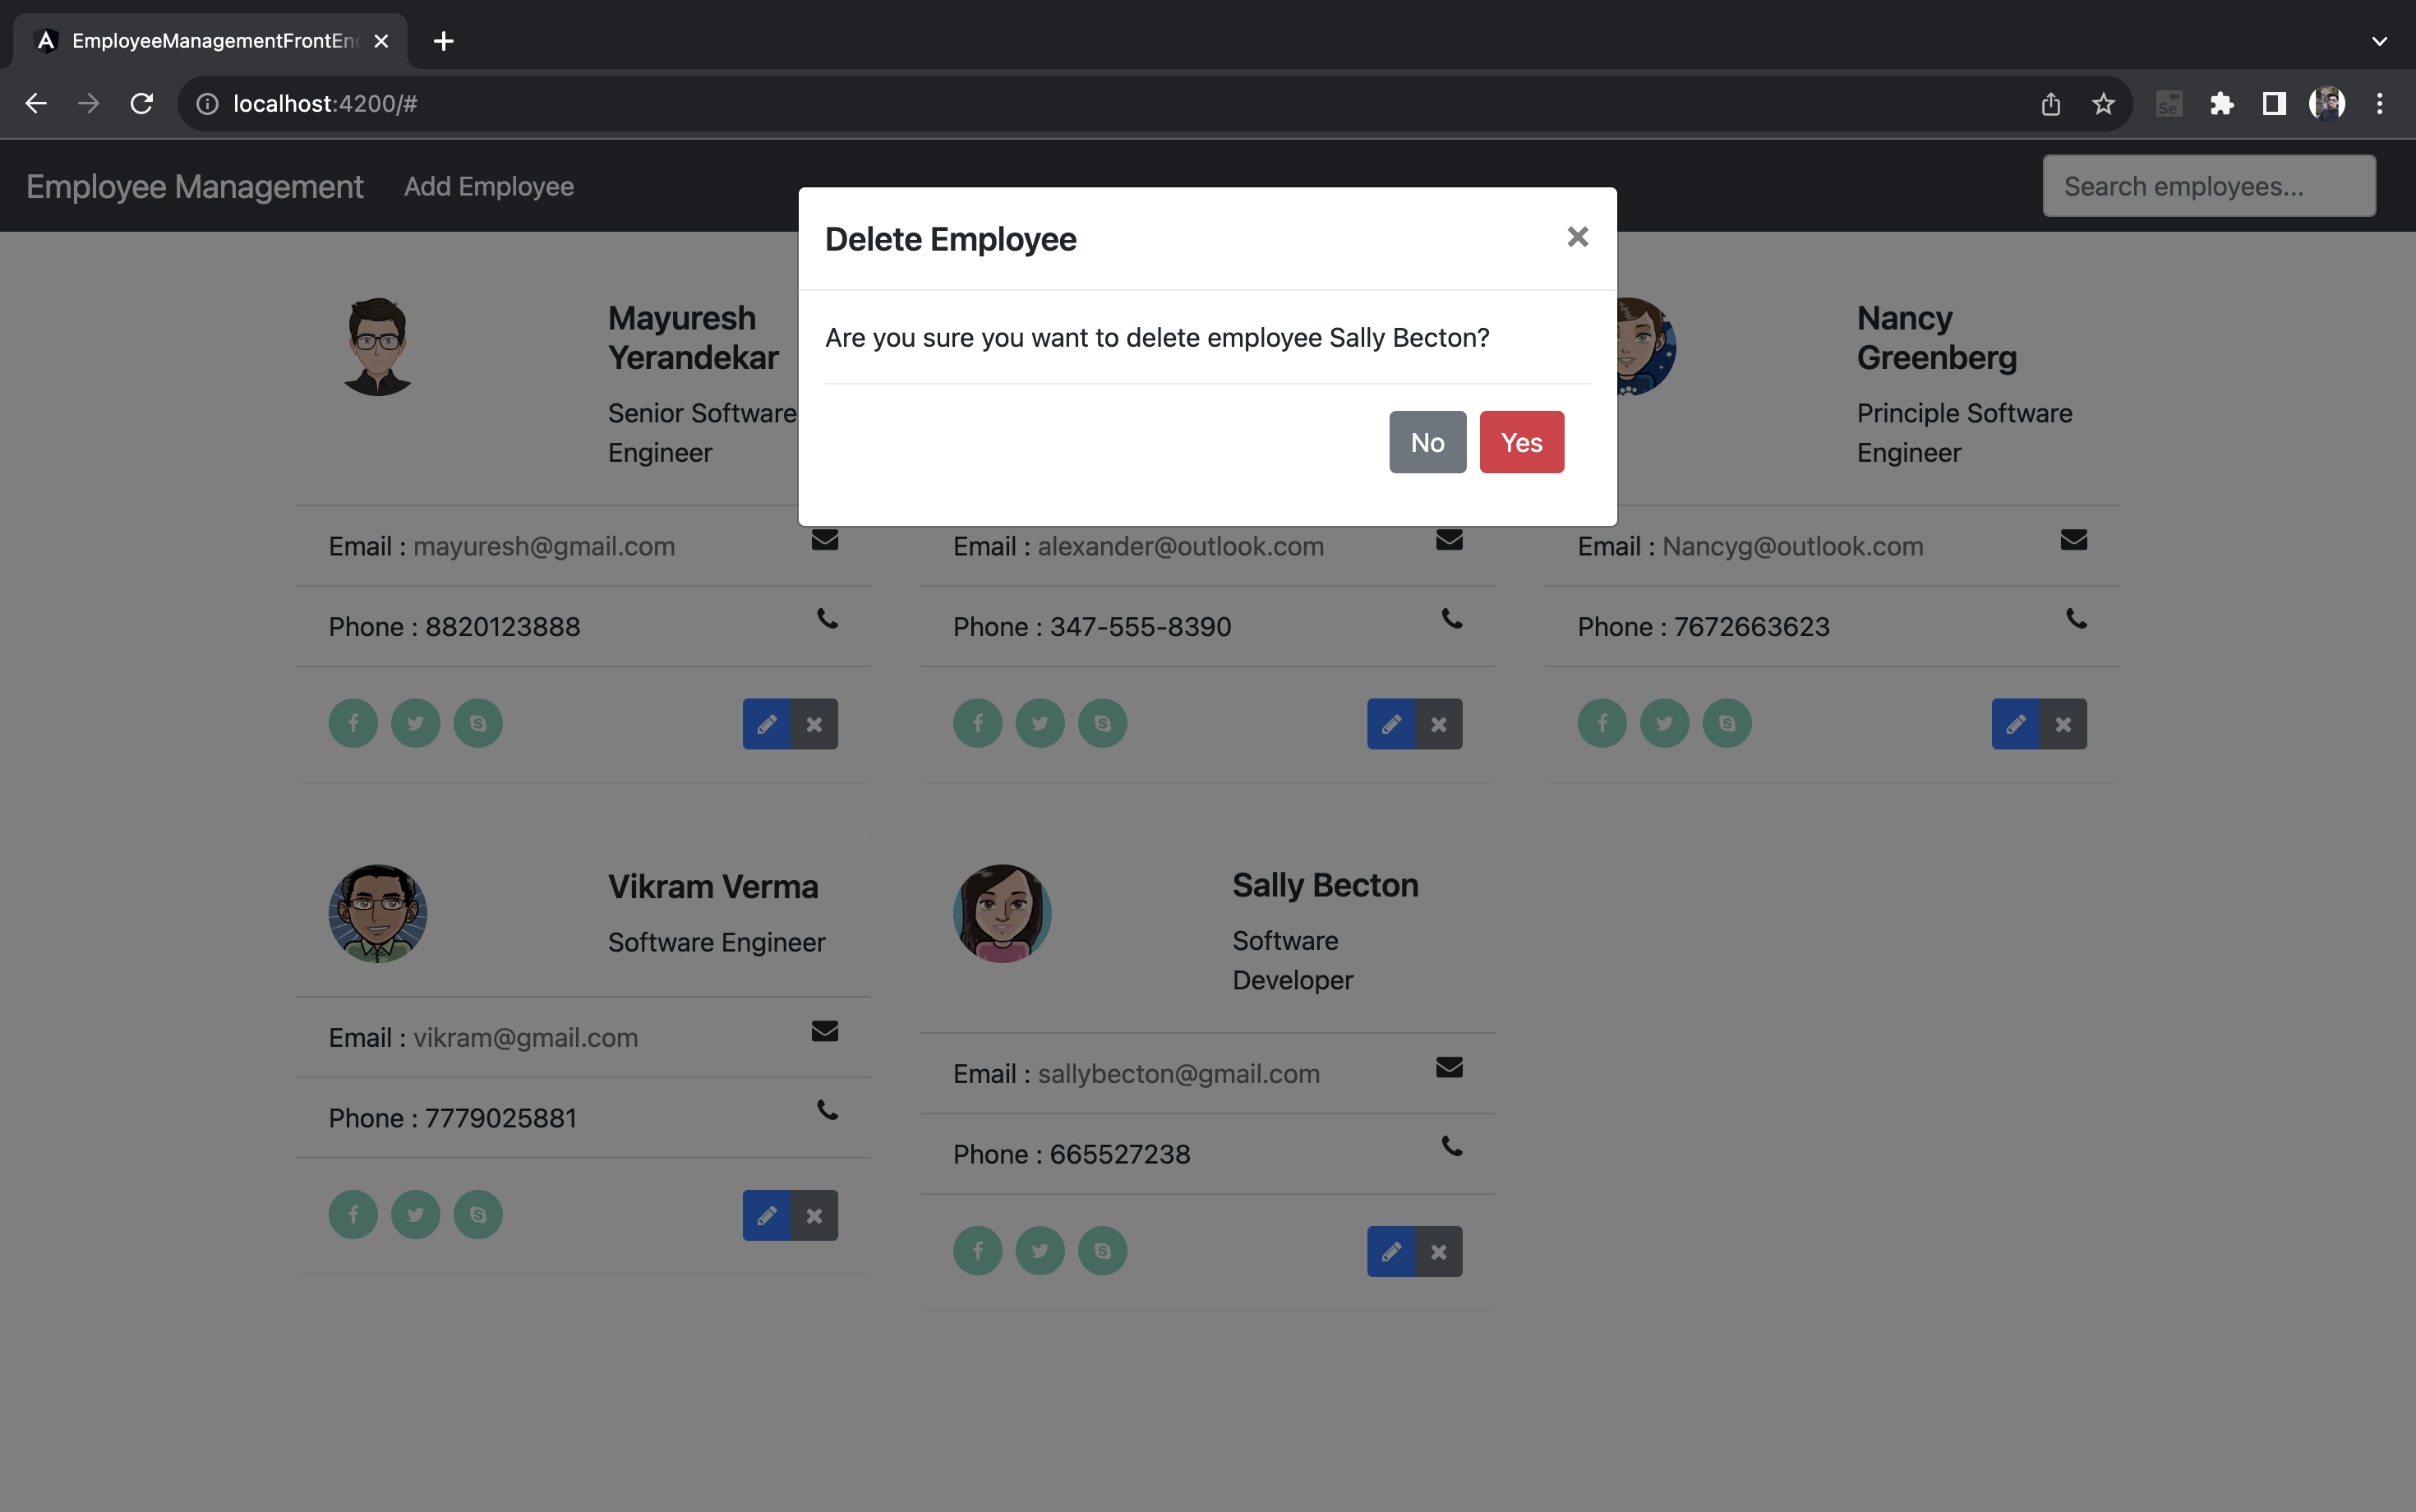 EmployeeManagementFrontEn
localhost:4200/#
Se
Employee Management
Add Employee
Search employees...
Delete Employee
Are you sure you want to delete employee Sally Becton?
No
Yes
Mayuresh
Yerandekar
Senior Software
Engineer
Email : mayuresh@gmail.com
Phone : 8820123888
Email : alexander@outlook.com
Phone : 347-555-8390
Nancy
Greenberg
Principle Software
Engineer
Email : Nancyg@outlook.com
Phone : 7672663623
Vikram Verma
Software Engineer
Email : vikram@gmail.com
Phone : 7779025881
Sally Becton
Software
Developer
Email : sallybecton@gmail.com
Phone : 665527238